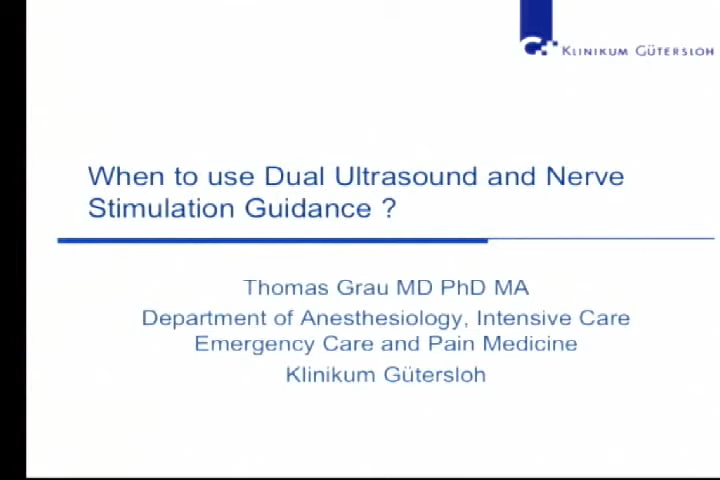 KLINIKUM GÜTERSLOH
When to use Dual Ultrasound and Nerve
Stimulation Guidance ?
Thomas Grau MD PhD MA
Department of Anesthesiology, Intensive Care
Emergency Care and Pain Medicine
Klinikum Gütersloh